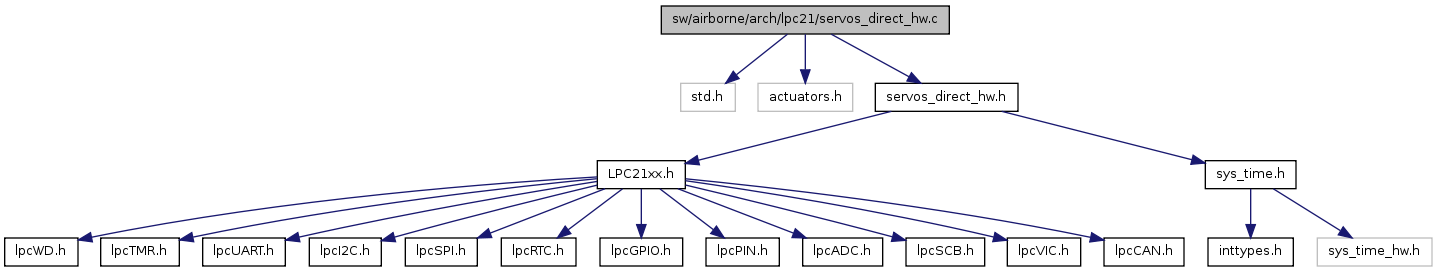 sw/airborne/arch/lpc21/servos_direct_hw.c
std.h
actuators.h
servos_direct_hw.h
LPC21xx.h
sys_time.h
lpcWD.h
lpcTMR.h
lpcUART.h
lpcI2C.h
lpcSPI.h
lpcRTC.h
lpcGPIO.h
lpcPIN.h
lpcADC.h
lpcSCB.h
lpcVIC.h
lpcCAN.h
inttypes.h
sys_time_hw.h